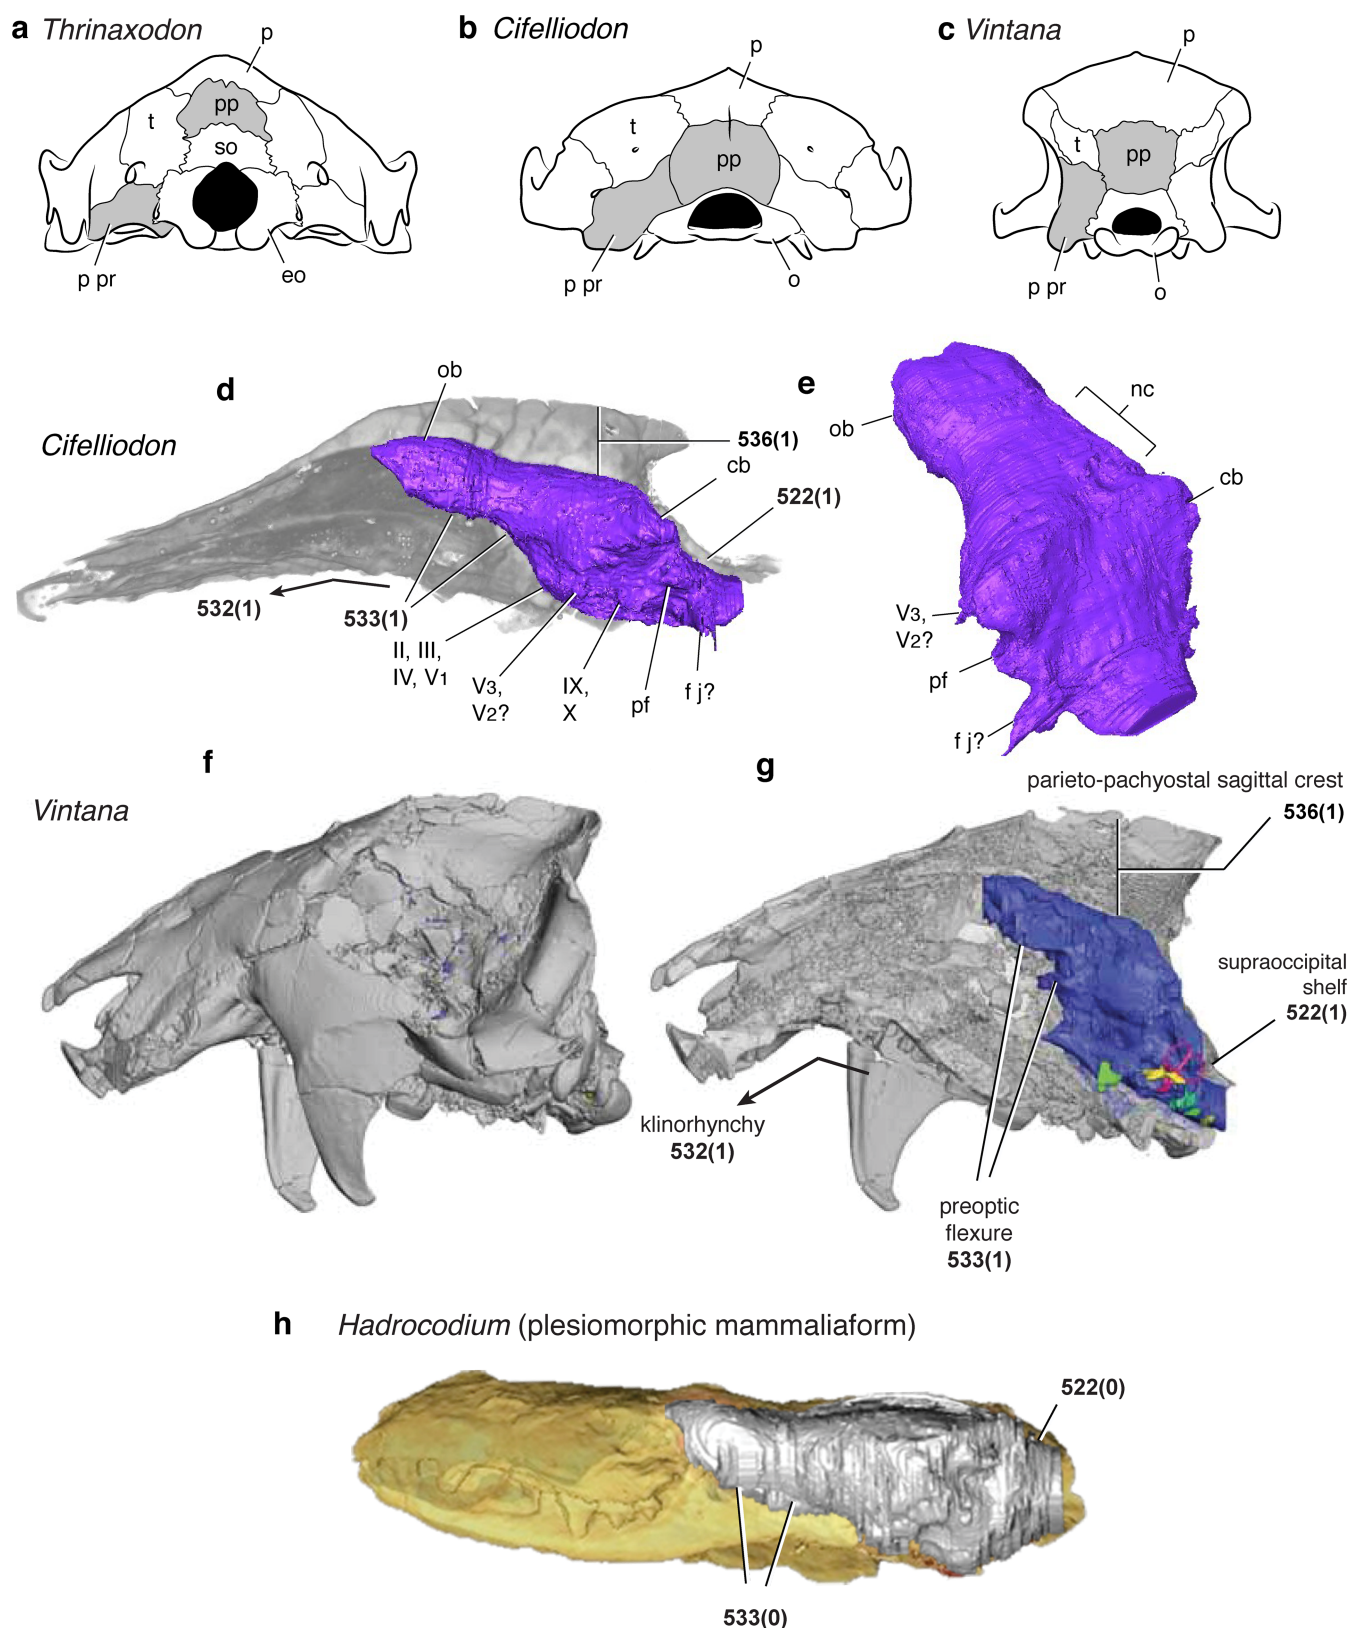 a Thrinaxodon
p
pp
t
so
p pr
eo
b Cifelliodon
p
t
pp
p pr
o
c Vintana
p
t
pp
p pr
o
d
ob
Cifelliodon
536(1)
cb
522(1)
532(1)
533(1)
II, III,
IV, V1
V3,
V2?
IX,
X
pf
f j?
e
nc
ob
cb
V3,
V2?
pf
f j?
f
Vintana
g
parieto-pachyostal sagittal crest
536(1)
supraoccipital
shelf
522(1)
klinorhynchy
532(1)
preoptic
flexure
533(1)
h Hadrocodium (plesiomorphic mammaliaform)
522(0)
533(0)